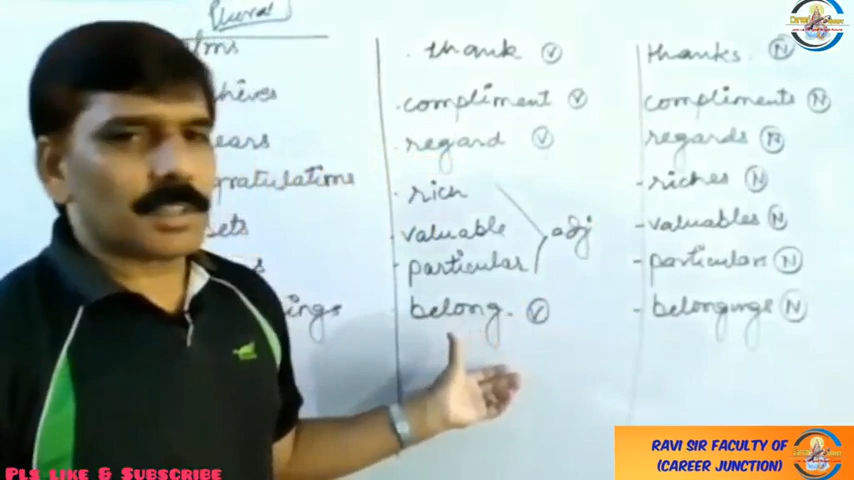 Plural
thank V thanks. N
compliment V compliments N
regard V regards N
gratulations rich riches N
valuable adj valuables N
particular particulars N
belong. V belongings N
RAVI SIR FACULTY OF
(CAREER JUNCTION)
PLS LIKE & SUBSCRIBE